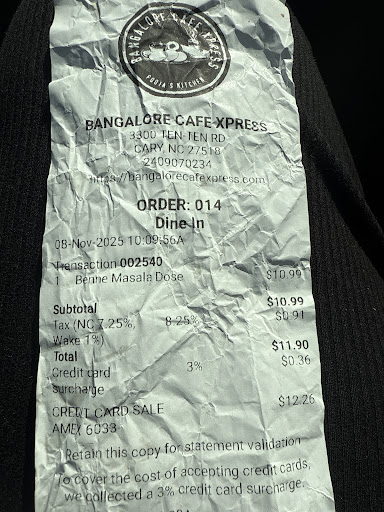 BANGALORE CAFE XPRESS
POOJA'S KITCHEN
BANGALORE CAFE XPRESS
3300 TEN-TEN RD
CARY, NC 27518
2409070234
https://bangalorecafexpress.com
ORDER: 014
Dine In
08-Nov-2025 10:09:56A
Transaction 002540
1 Benne Masala Dose $10.99
Subtotal $10.99
Tax (NC 7.25%, 8.25% $0.91
Wake 1%)
Total $11.90
Credit card 3% $0.36
surcharge
CREDIT CARD SALE $12.26
AMEX 6033
Retain this copy for statement validation
To cover the cost of accepting credit cards,
we collected a 3% credit card surcharge.